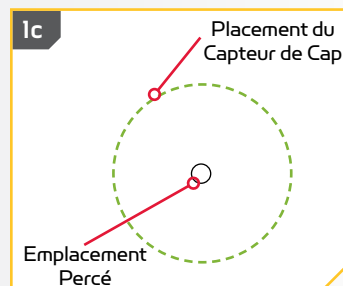 1c
Placement du
Capteur de Cap
Emplacement
Percé